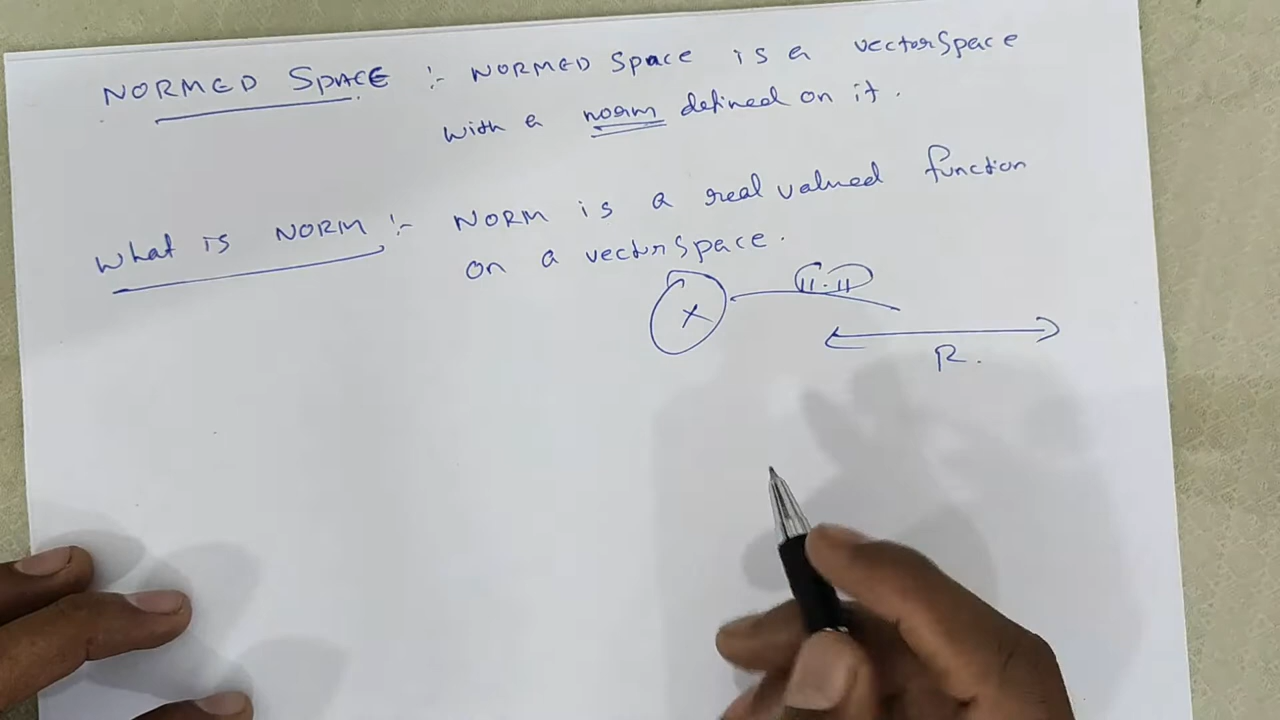 NORMED SPACE :- NORMED Space is a vectorspace
with a norm defined on it.
What is NORM :- NORM is a real valued function
on a vectorspace.
||.||
X
R.